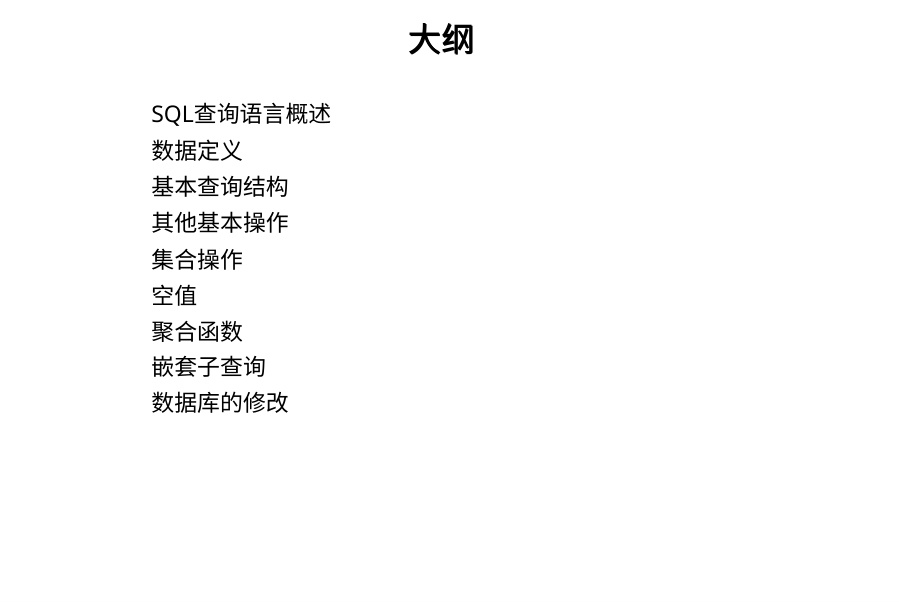 大纲
SQL查询语言概述
数据定义
基本查询结构
其他基本操作
集合操作
空值
聚合函数
嵌套子查询
数据库的修改